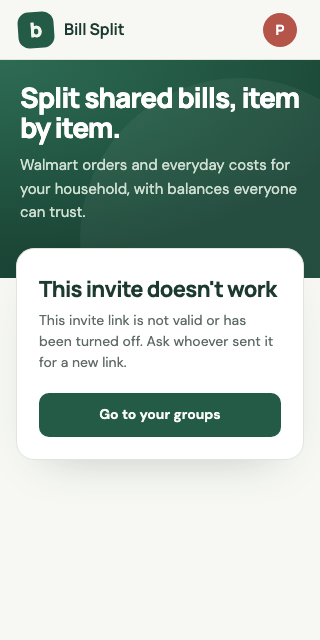 b
Bill Split
P
Split shared bills, item
by item.
Walmart orders and everyday costs for
your household, with balances everyone
can trust.
This invite doesn't work
This invite link is not valid or has
been turned off. Ask whoever sent it
for a new link.
Go to your groups